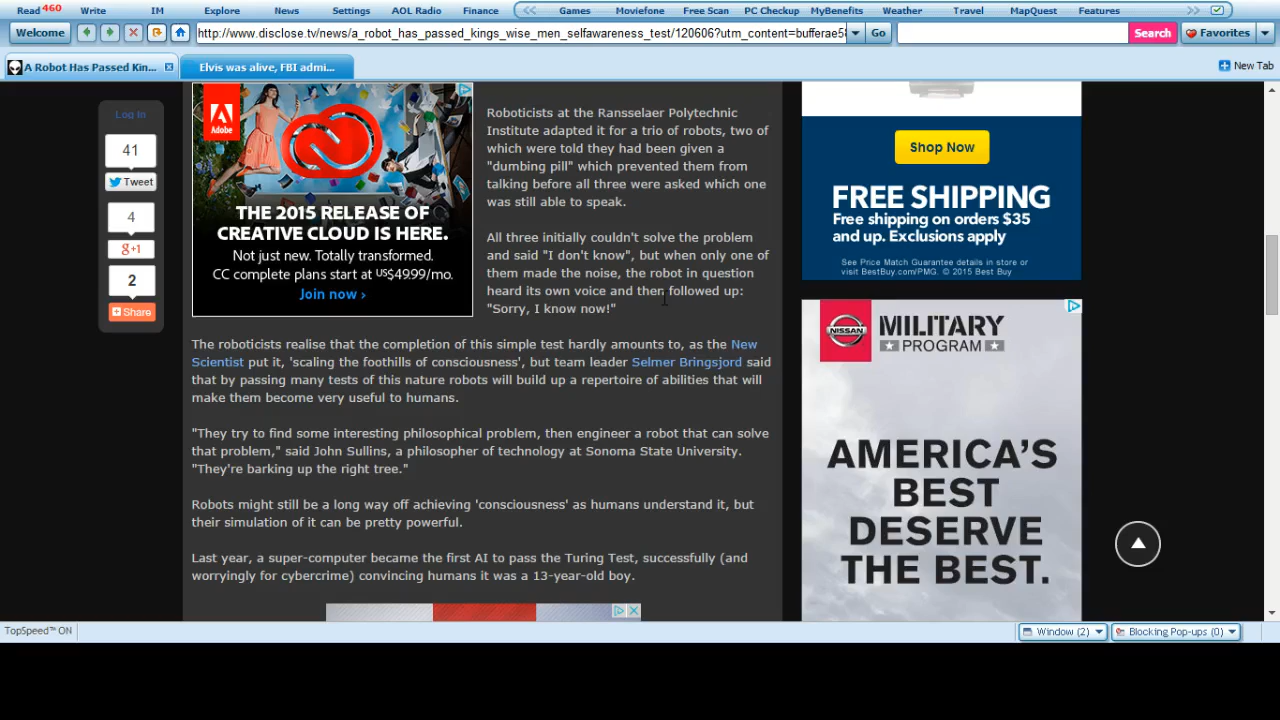 Read 460 Write IM Explore News Settings AOL Radio Finance Games Moviefone Free Scan PC Checkup MyBenefits Weather Travel MapQuest Features
Welcome http://www.disclose.tv/news/a_robot_has_passed_kings_wise_men_selfawareness_test/120606?utm_content=bufferae5 Go Search Favorites
A Robot Has Passed Kin... Elvis was alive, FBI admi... New Tab
Log In
41
Tweet
4
g+1
2
Share
Adobe
THE 2015 RELEASE OF
CREATIVE CLOUD IS HERE.
Not just new. Totally transformed.
CC complete plans start at US$4999/mo.
Join now ›
Roboticists at the Ransselaer Polytechnic
Institute adapted it for a trio of robots, two of
which were told they had been given a
"dumbing pill" which prevented them from
talking before all three were asked which one
was still able to speak.
All three initially couldn't solve the problem
and said "I don't know", but when only one of
them made the noise, the robot in question
heard its own voice and then followed up:
"Sorry, I know now!"
The roboticists realise that the completion of this simple test hardly amounts to, as the New
Scientist put it, 'scaling the foothills of consciousness', but team leader Selmer Bringsjord said
that by passing many tests of this nature robots will build up a repertoire of abilities that will
make them become very useful to humans.
"They try to find some interesting philosophical problem, then engineer a robot that can solve
that problem," said John Sullins, a philosopher of technology at Sonoma State University.
"They're barking up the right tree."
Robots might still be a long way off achieving 'consciousness' as humans understand it, but
their simulation of it can be pretty powerful.
Last year, a super-computer became the first AI to pass the Turing Test, successfully (and
worryingly for cybercrime) convincing humans it was a 13-year-old boy.
Shop Now
FREE SHIPPING
Free shipping on orders $35
and up. Exclusions apply
See Price Match Guarantee details in store or
visit BestBuy.com/PMG. © 2015 Best Buy
NISSAN
MILITARY
PROGRAM
AMERICA'S
BEST
DESERVE
THE BEST.
TopSpeed™ ON Window (2) Blocking Pop-ups (0)